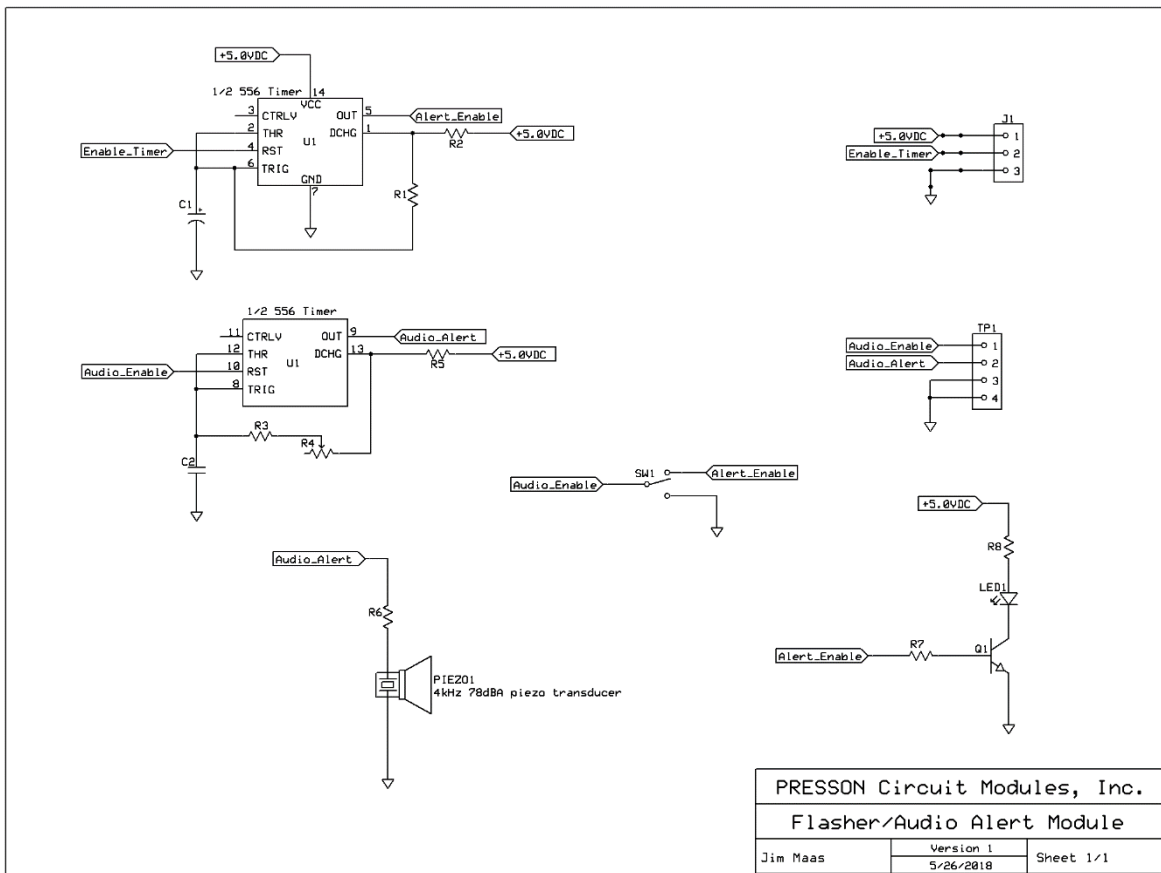 +5.0VDC
1/2 556 Timer
14
VCC
3 CTRLV OUT 5 Alert_Enable
2 THR DCHG 1 R2 +5.0VDC
Enable_Timer 4 RST U1
6 TRIG
GND
7
R1
C1 +
J1
+5.0VDC 1
Enable_Timer 2
3
1/2 556 Timer
11 CTRLV OUT 9 Audio_Alert
12 THR DCHG 13 R5 +5.0VDC
Audio_Enable 10 RST U1
8 TRIG
R3
R4
C2
TP1
Audio_Enable 1
Audio_Alert 2
3
4
SW1
Audio_Enable
Alert_Enable
+5.0VDC
R8
LED1
Alert_Enable R7 Q1
Audio_Alert
R6
PIEZO1
4kHz 78dBA piezo transducer
PRESSON Circuit Modules, Inc.
Flasher/Audio Alert Module
Jim Maas
Version 1
5/26/2018
Sheet 1/1